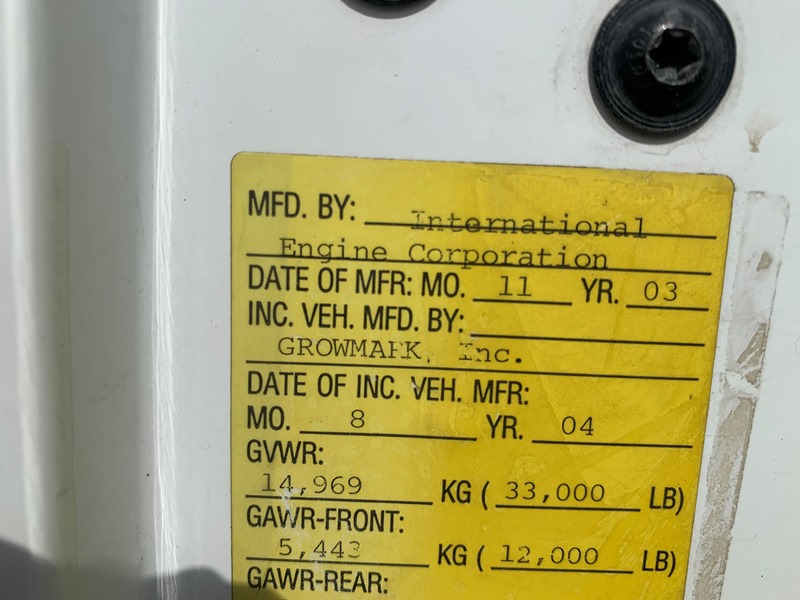 MFD. BY: International
Engine Corporation
DATE OF MFR: MO. 11 YR. 03
INC. VEH. MFD. BY:
GROWMARK, Inc.
DATE OF INC. VEH. MFR:
MO. 8 YR. 04
GVWR:
14,969 KG ( 33,000 LB)
GAWR-FRONT:
5,443 KG ( 12,000 LB)
GAWR-REAR: